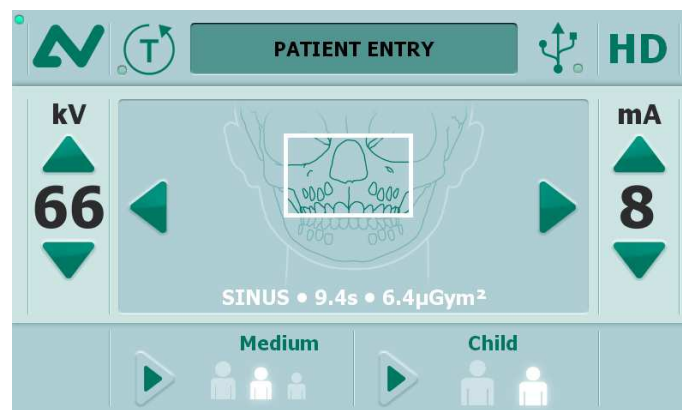 T
PATIENT ENTRY
HD
kV
66
mA
8
SINUS • 9.4s • 6.4µGym²
Medium
Child